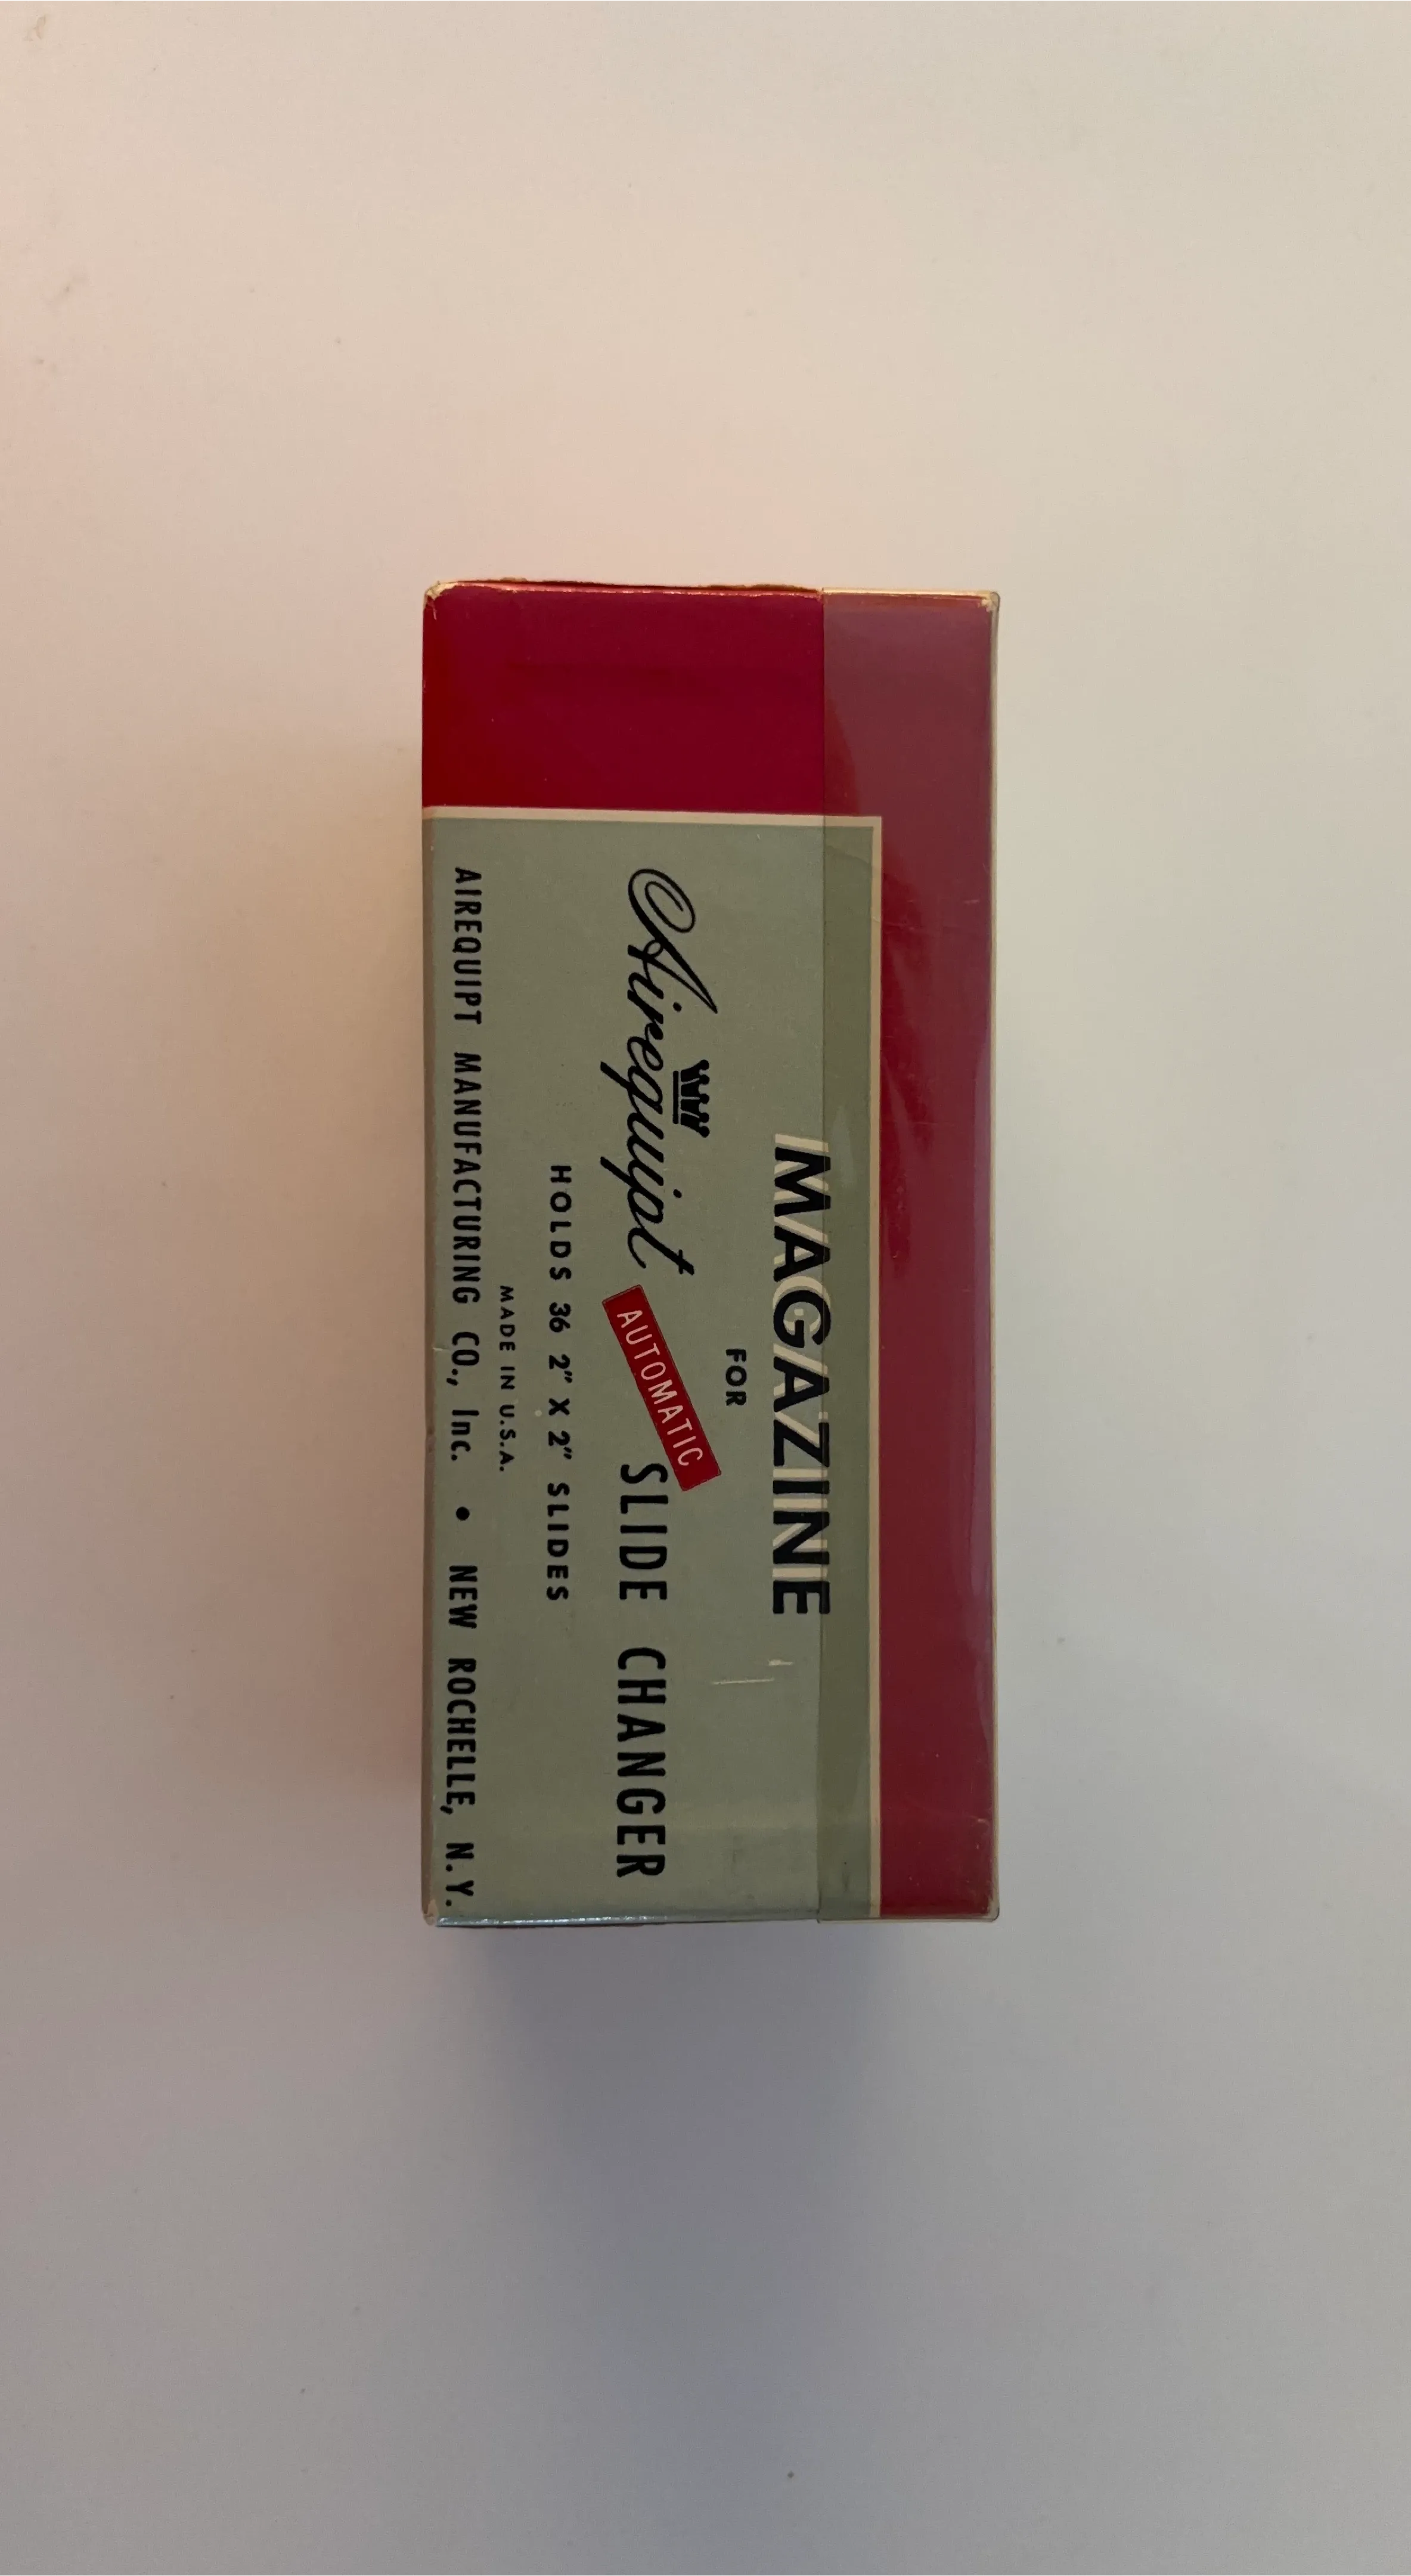 MAGAZINE
FOR
Airequipt AUTOMATIC SLIDE CHANGER
HOLDS 36 2" X 2" SLIDES
MADE IN U.S.A.
AIREQUIPT MANUFACTURING CO., Inc. • NEW ROCHELLE, N.Y.